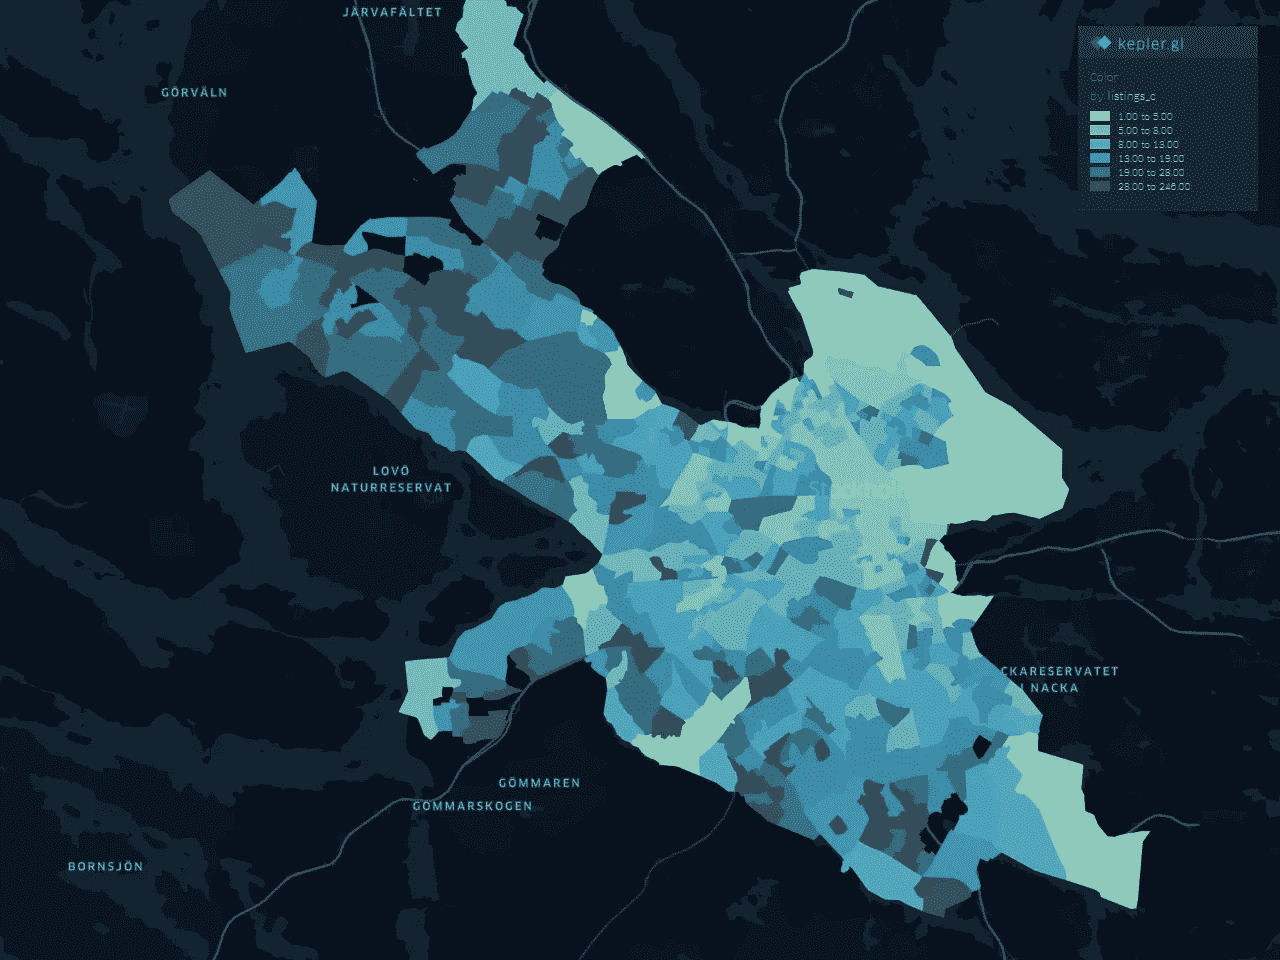 JÄRVAFÄLTET
GÖRVÄLN
kepler.gl
Color
by listings_c
1.00 to 5.00
5.00 to 8.00
8.00 to 13.00
13.00 to 19.00
19.00 to 28.00
28.00 to 246.00
LOVÖ
NATURRESERVAT
Stockholm
CKARESERVATET
I NACKA
GÖMMAREN
GÖMMARSKOGEN
BORNSJÖN